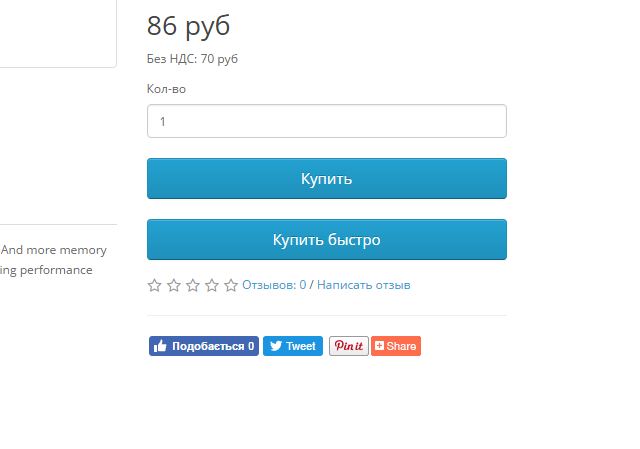 86 руб
Без НДС: 70 руб
Кол-во
1
Купить
And more memory
Купить быстро
ing performance
Отзывов: 0 / Написать отзыв
Подобається 0
Tweet
Pin it
Share